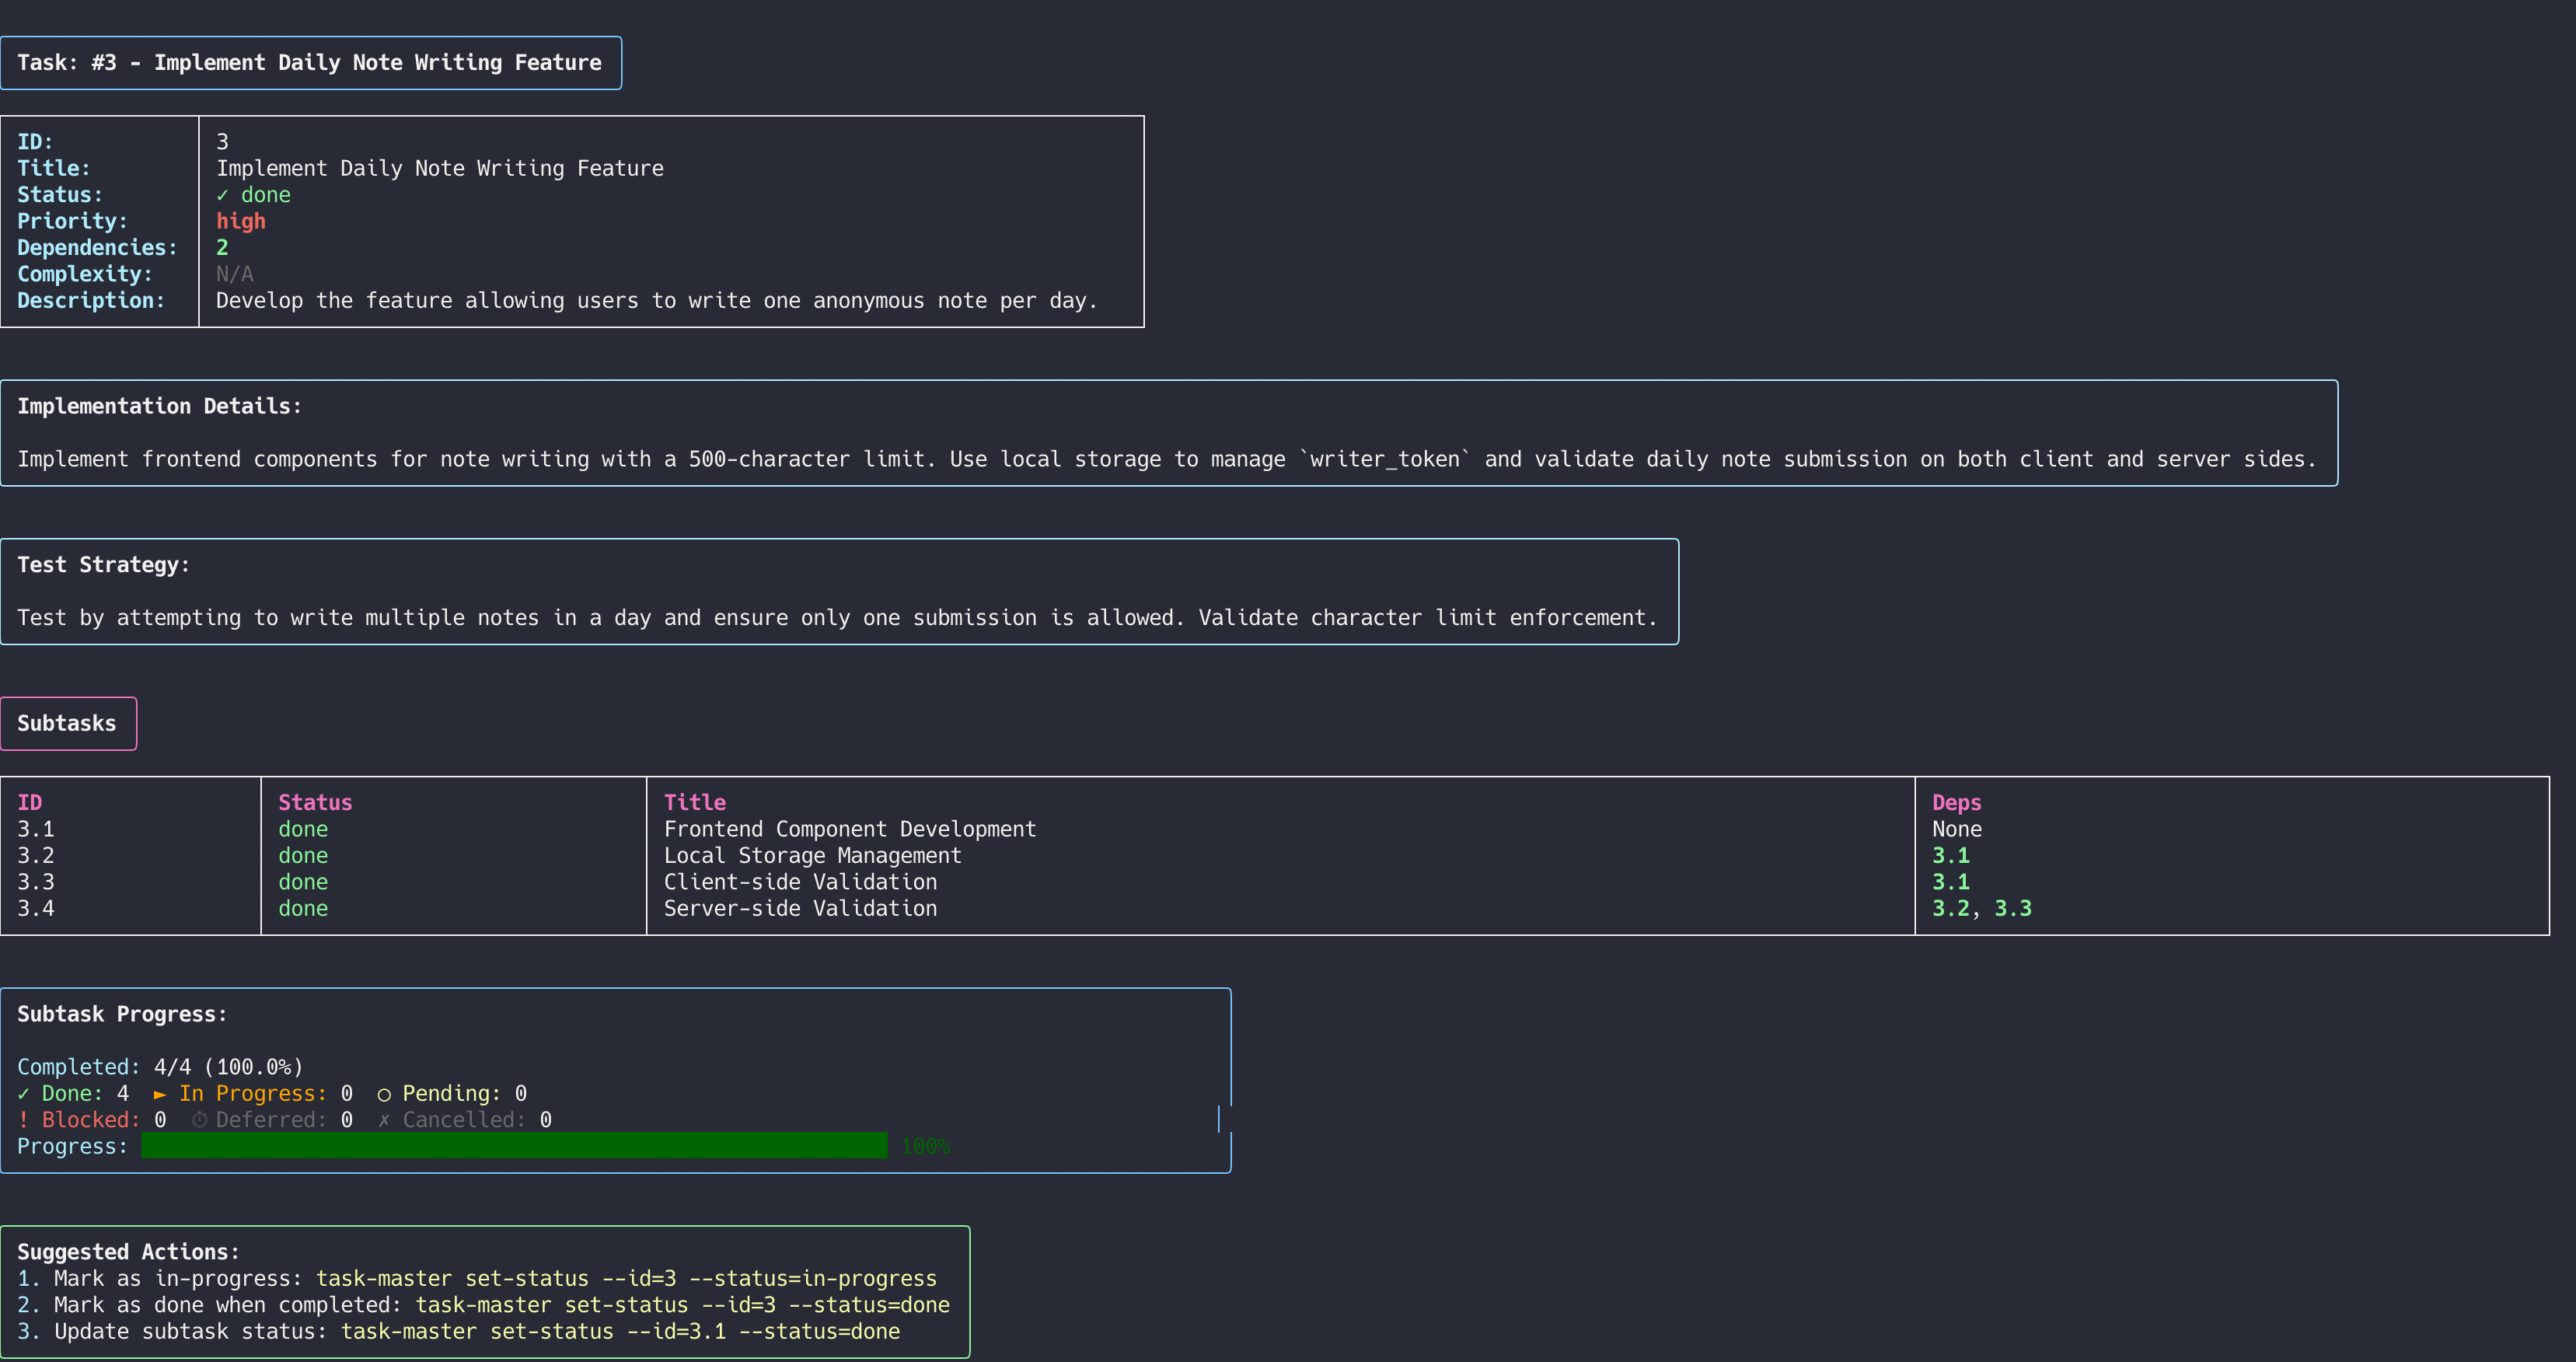 Task: #3 - Implement Daily Note Writing Feature
ID: 3
Title: Implement Daily Note Writing Feature
Status: ✓ done
Priority: high
Dependencies: 2
Complexity: N/A
Description: Develop the feature allowing users to write one anonymous note per day.
Implementation Details:
Implement frontend components for note writing with a 500-character limit. Use local storage to manage `writer_token` and validate daily note submission on both client and server sides.
Test Strategy:
Test by attempting to write multiple notes in a day and ensure only one submission is allowed. Validate character limit enforcement.
Subtasks
ID Status Title Deps
3.1 done Frontend Component Development None
3.2 done Local Storage Management 3.1
3.3 done Client-side Validation 3.1
3.4 done Server-side Validation 3.2, 3.3
Subtask Progress:
Completed: 4/4 (100.0%)
✓ Done: 4 ► In Progress: 0 ○ Pending: 0
! Blocked: 0 ⏱ Deferred: 0 ✗ Cancelled: 0
Progress: 100%
Suggested Actions:
1. Mark as in-progress: task-master set-status --id=3 --status=in-progress
2. Mark as done when completed: task-master set-status --id=3 --status=done
3. Update subtask status: task-master set-status --id=3.1 --status=done